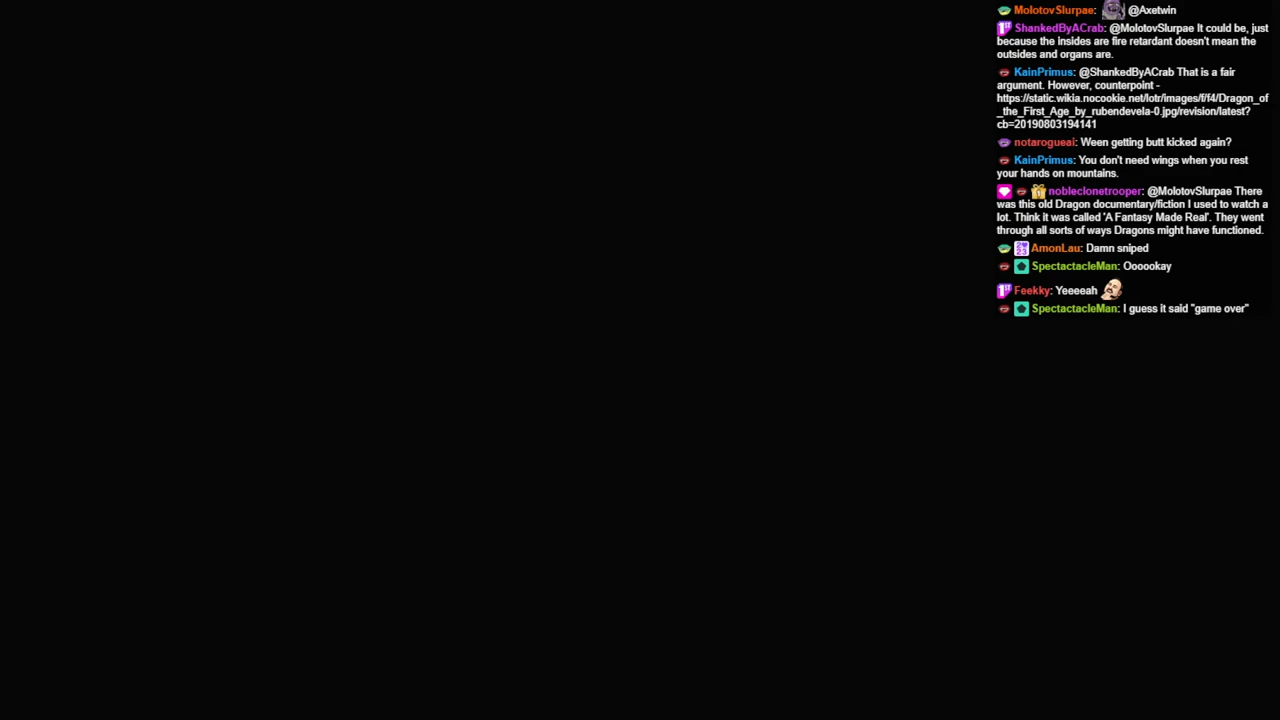 MolotovSlurpae: @Axetwin
ShankedByACrab: @MolotovSlurpae It could be, just
because the insides are fire retardant doesn't mean the
outsides and organs are.
KainPrimus: @ShankedByACrab That is a fair
argument. However, counterpoint -
https://static.wikia.nocookie.net/lotr/images/f/f4/Dragon_of
_the_First_Age_by_rubendevela-0.jpg/revision/latest?
cb=20190803194141
notarogueai: Ween getting butt kicked again?
KainPrimus: You don't need wings when you rest
your hands on mountains.
nobleclonetrooper: @MolotovSlurpae There
was this old Dragon documentary/fiction I used to watch a
lot. Think it was called 'A Fantasy Made Real'. They went
through all sorts of ways Dragons might have functioned.
AmonLau: Damn sniped
SpectactacleMan: Oooookay
Feekky: Yeeeeah
SpectactacleMan: I guess it said "game over"